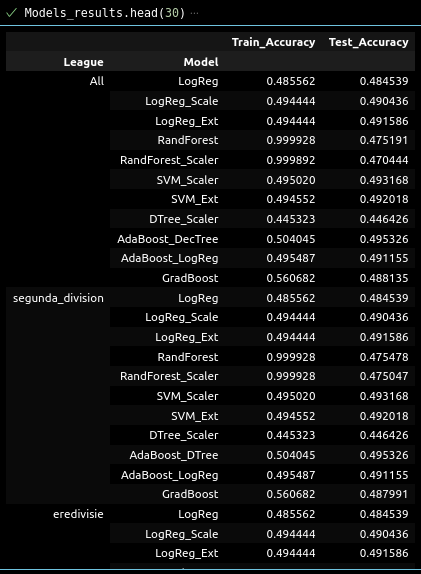 Models_results.head(30) ...
Train_Accuracy Test_Accuracy
League Model
All LogReg 0.485562 0.484539
LogReg_Scale 0.494444 0.490436
LogReg_Ext 0.494444 0.491586
RandForest 0.999928 0.475191
RandForest_Scaler 0.999892 0.470444
SVM_Scaler 0.495020 0.493168
SVM_Ext 0.494552 0.492018
DTree_Scaler 0.445323 0.446426
AdaBoost_DecTree 0.504045 0.495326
AdaBoost_LogReg 0.495487 0.491155
GradBoost 0.560682 0.488135
segunda_division LogReg 0.485562 0.484539
LogReg_Scale 0.494444 0.490436
LogReg_Ext 0.494444 0.491586
RandForest 0.999928 0.475478
RandForest_Scaler 0.999928 0.475047
SVM_Scaler 0.495020 0.493168
SVM_Ext 0.494552 0.492018
DTree_Scaler 0.445323 0.446426
AdaBoost_DTree 0.504045 0.495326
AdaBoost_LogReg 0.495487 0.491155
GradBoost 0.560682 0.487991
eredivisie LogReg 0.485562 0.484539
LogReg_Scale 0.494444 0.490436
LogReg_Ext 0.494444 0.491586